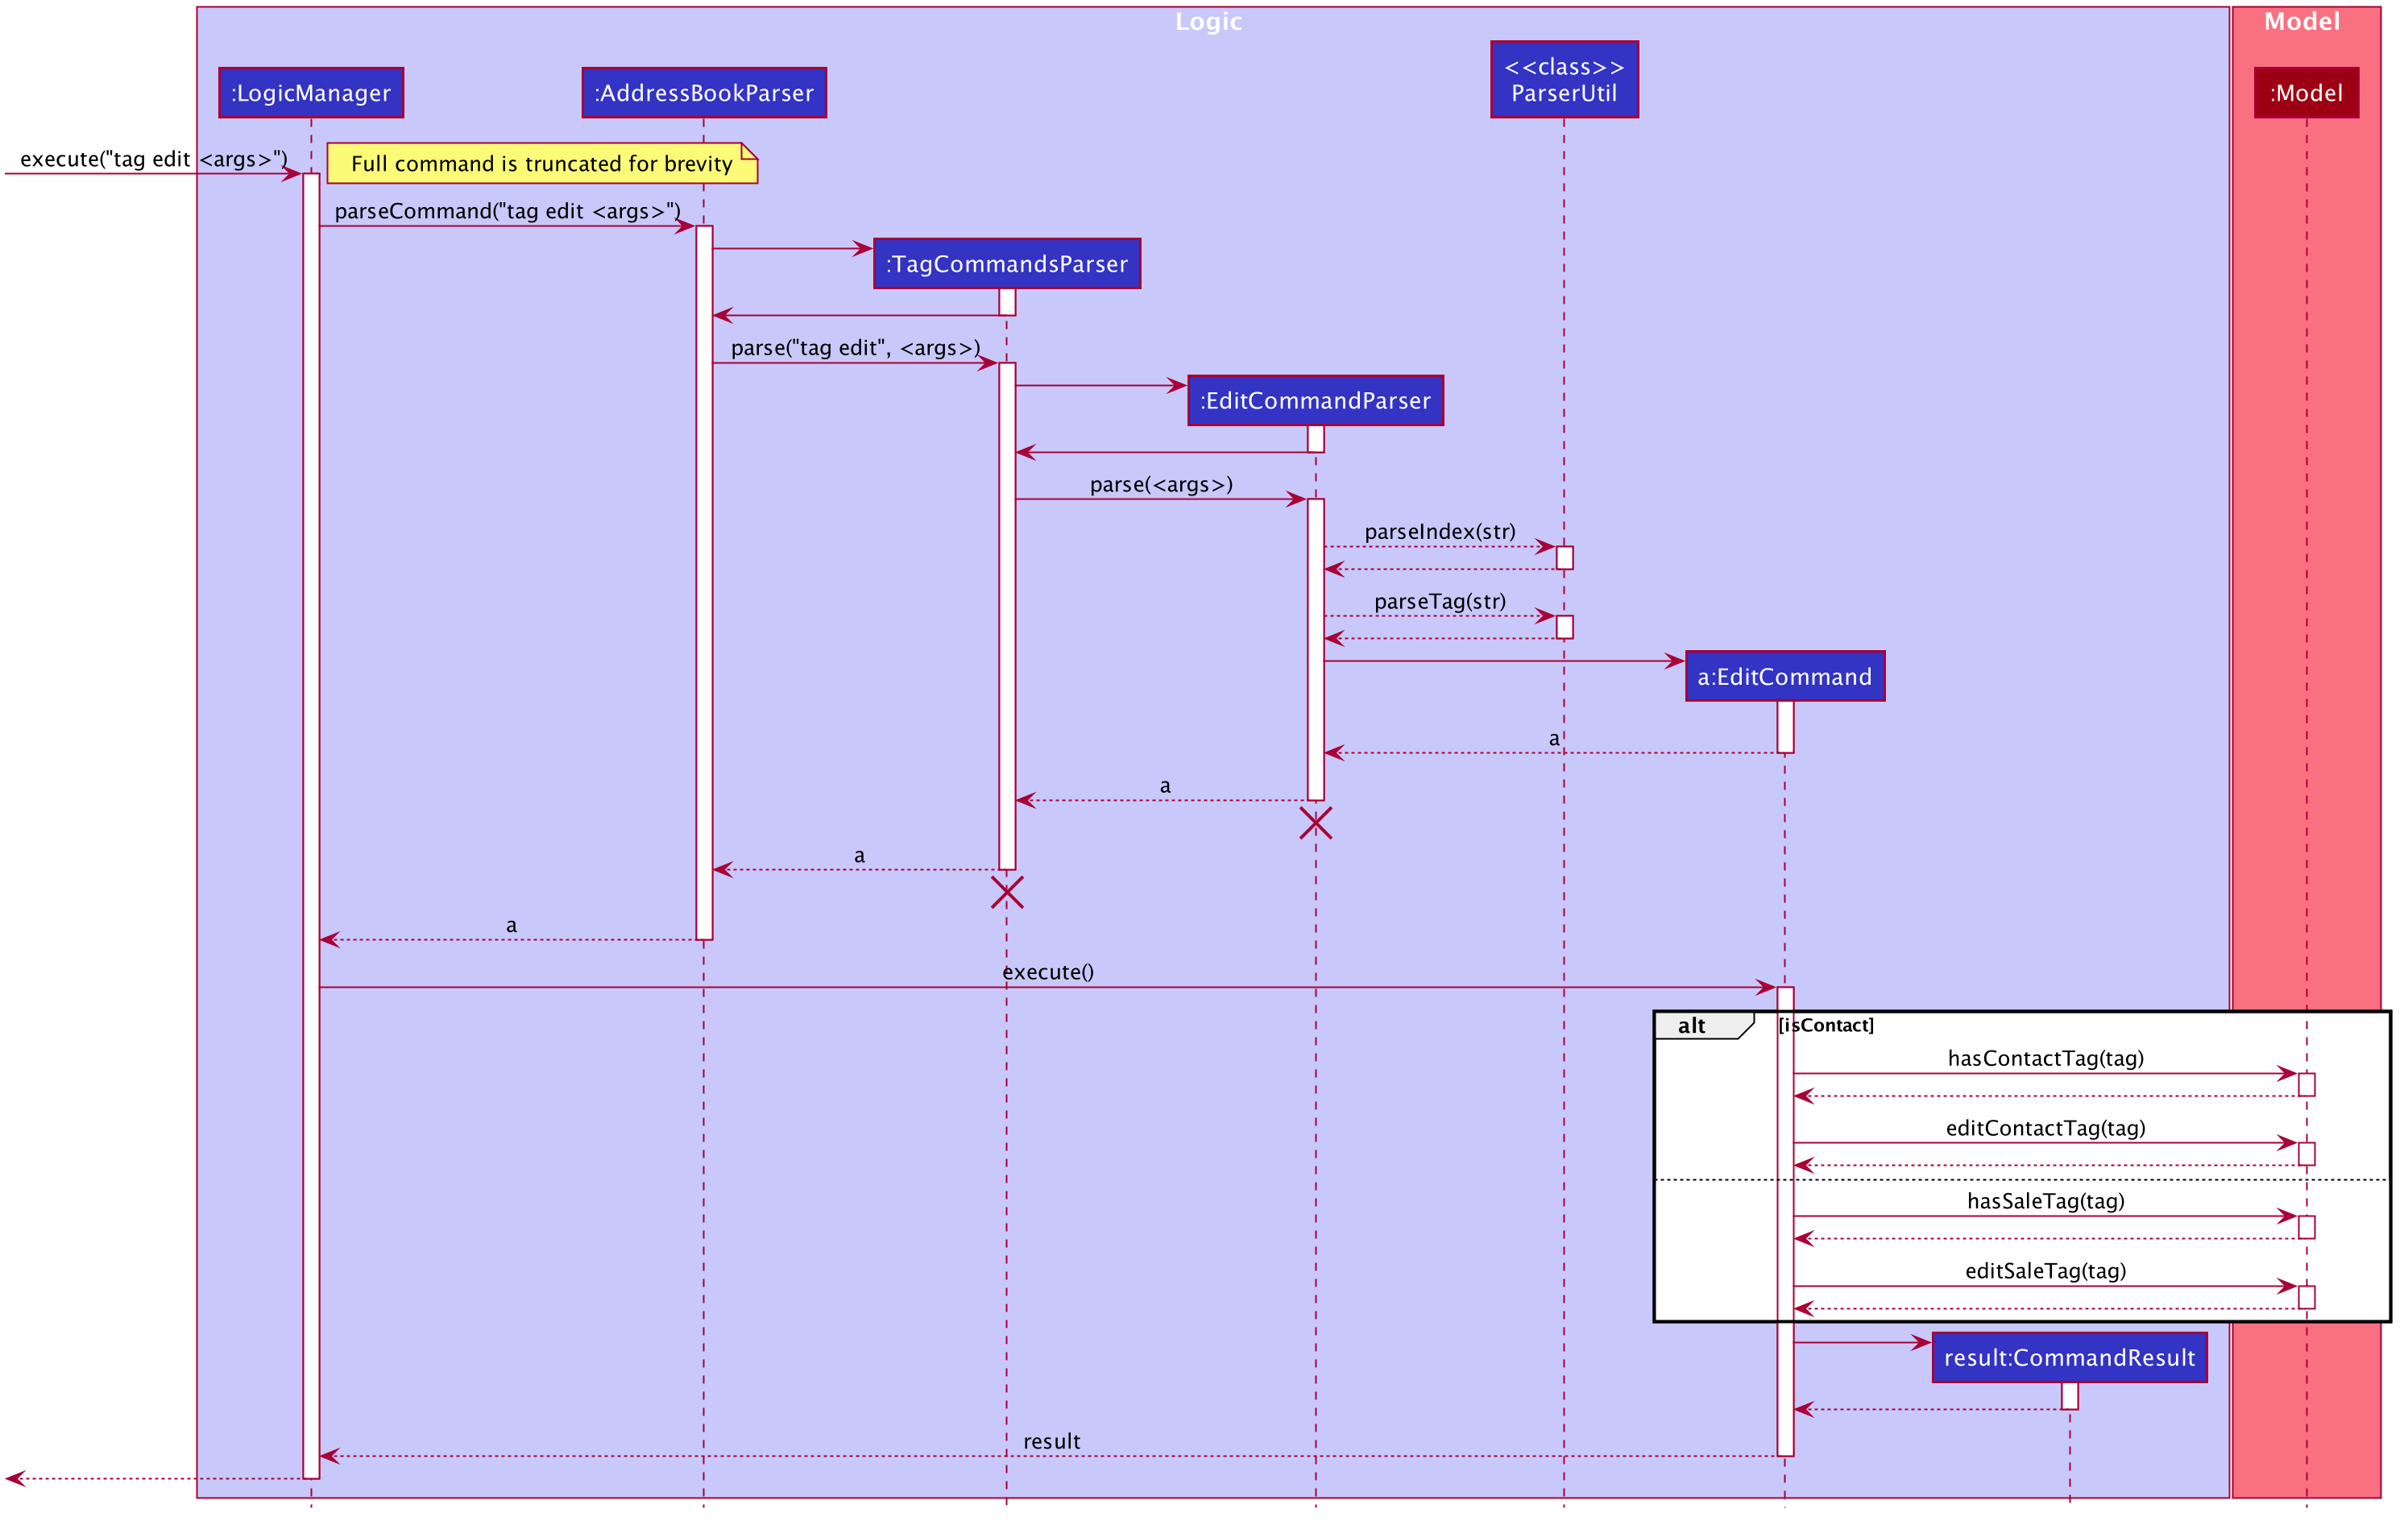 Logic
Model
<<class>>
ParserUtil
:LogicManager
:AddressBookParser
:Model
execute("tag edit <args>")
Full command is truncated for brevity
parseCommand("tag edit <args>")
:TagCommandsParser
parse("tag edit", <args>)
:EditCommandParser
parse(<args>)
parseIndex(str)
parseTag(str)
a:EditCommand
a
a
a
a
execute()
alt
[isContact]
hasContactTag(tag)
editContactTag(tag)
hasSaleTag(tag)
editSaleTag(tag)
result:CommandResult
result